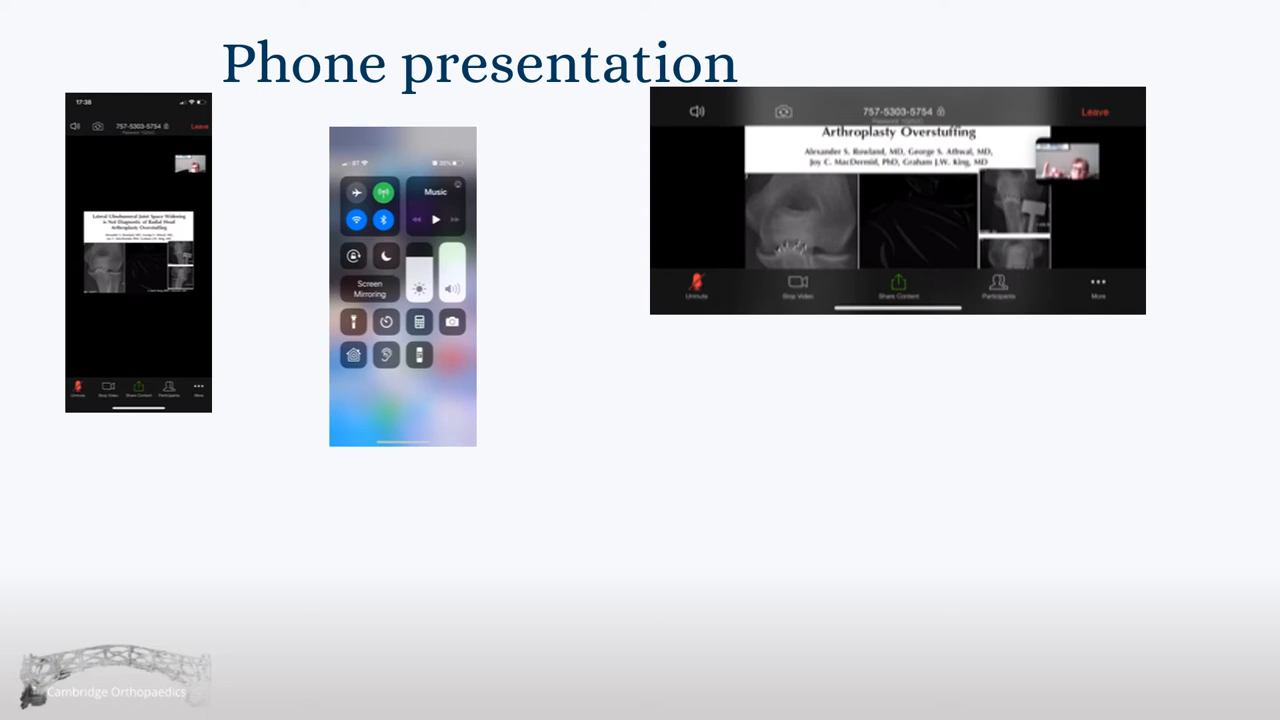 Phone presentation
17:38
757-5303-5754
Leave
Lateral Ulnohumeral Joint Space Widening
is Not Diagnostic of Radial Head
Arthroplasty Overstuffing
Unmute
Stop Video
Share Content
Participants
More
Music
Screen
Mirroring
757-5303-5754
Leave
Arthroplasty Overstuffing
Alexander S. Rowland, MD, George S. Athwal, MD,
Joy C. MacDermid, PhD, Graham J.W. King, MD
Unmute
Stop Video
Share Content
Participants
More
Cambridge Orthopaedics